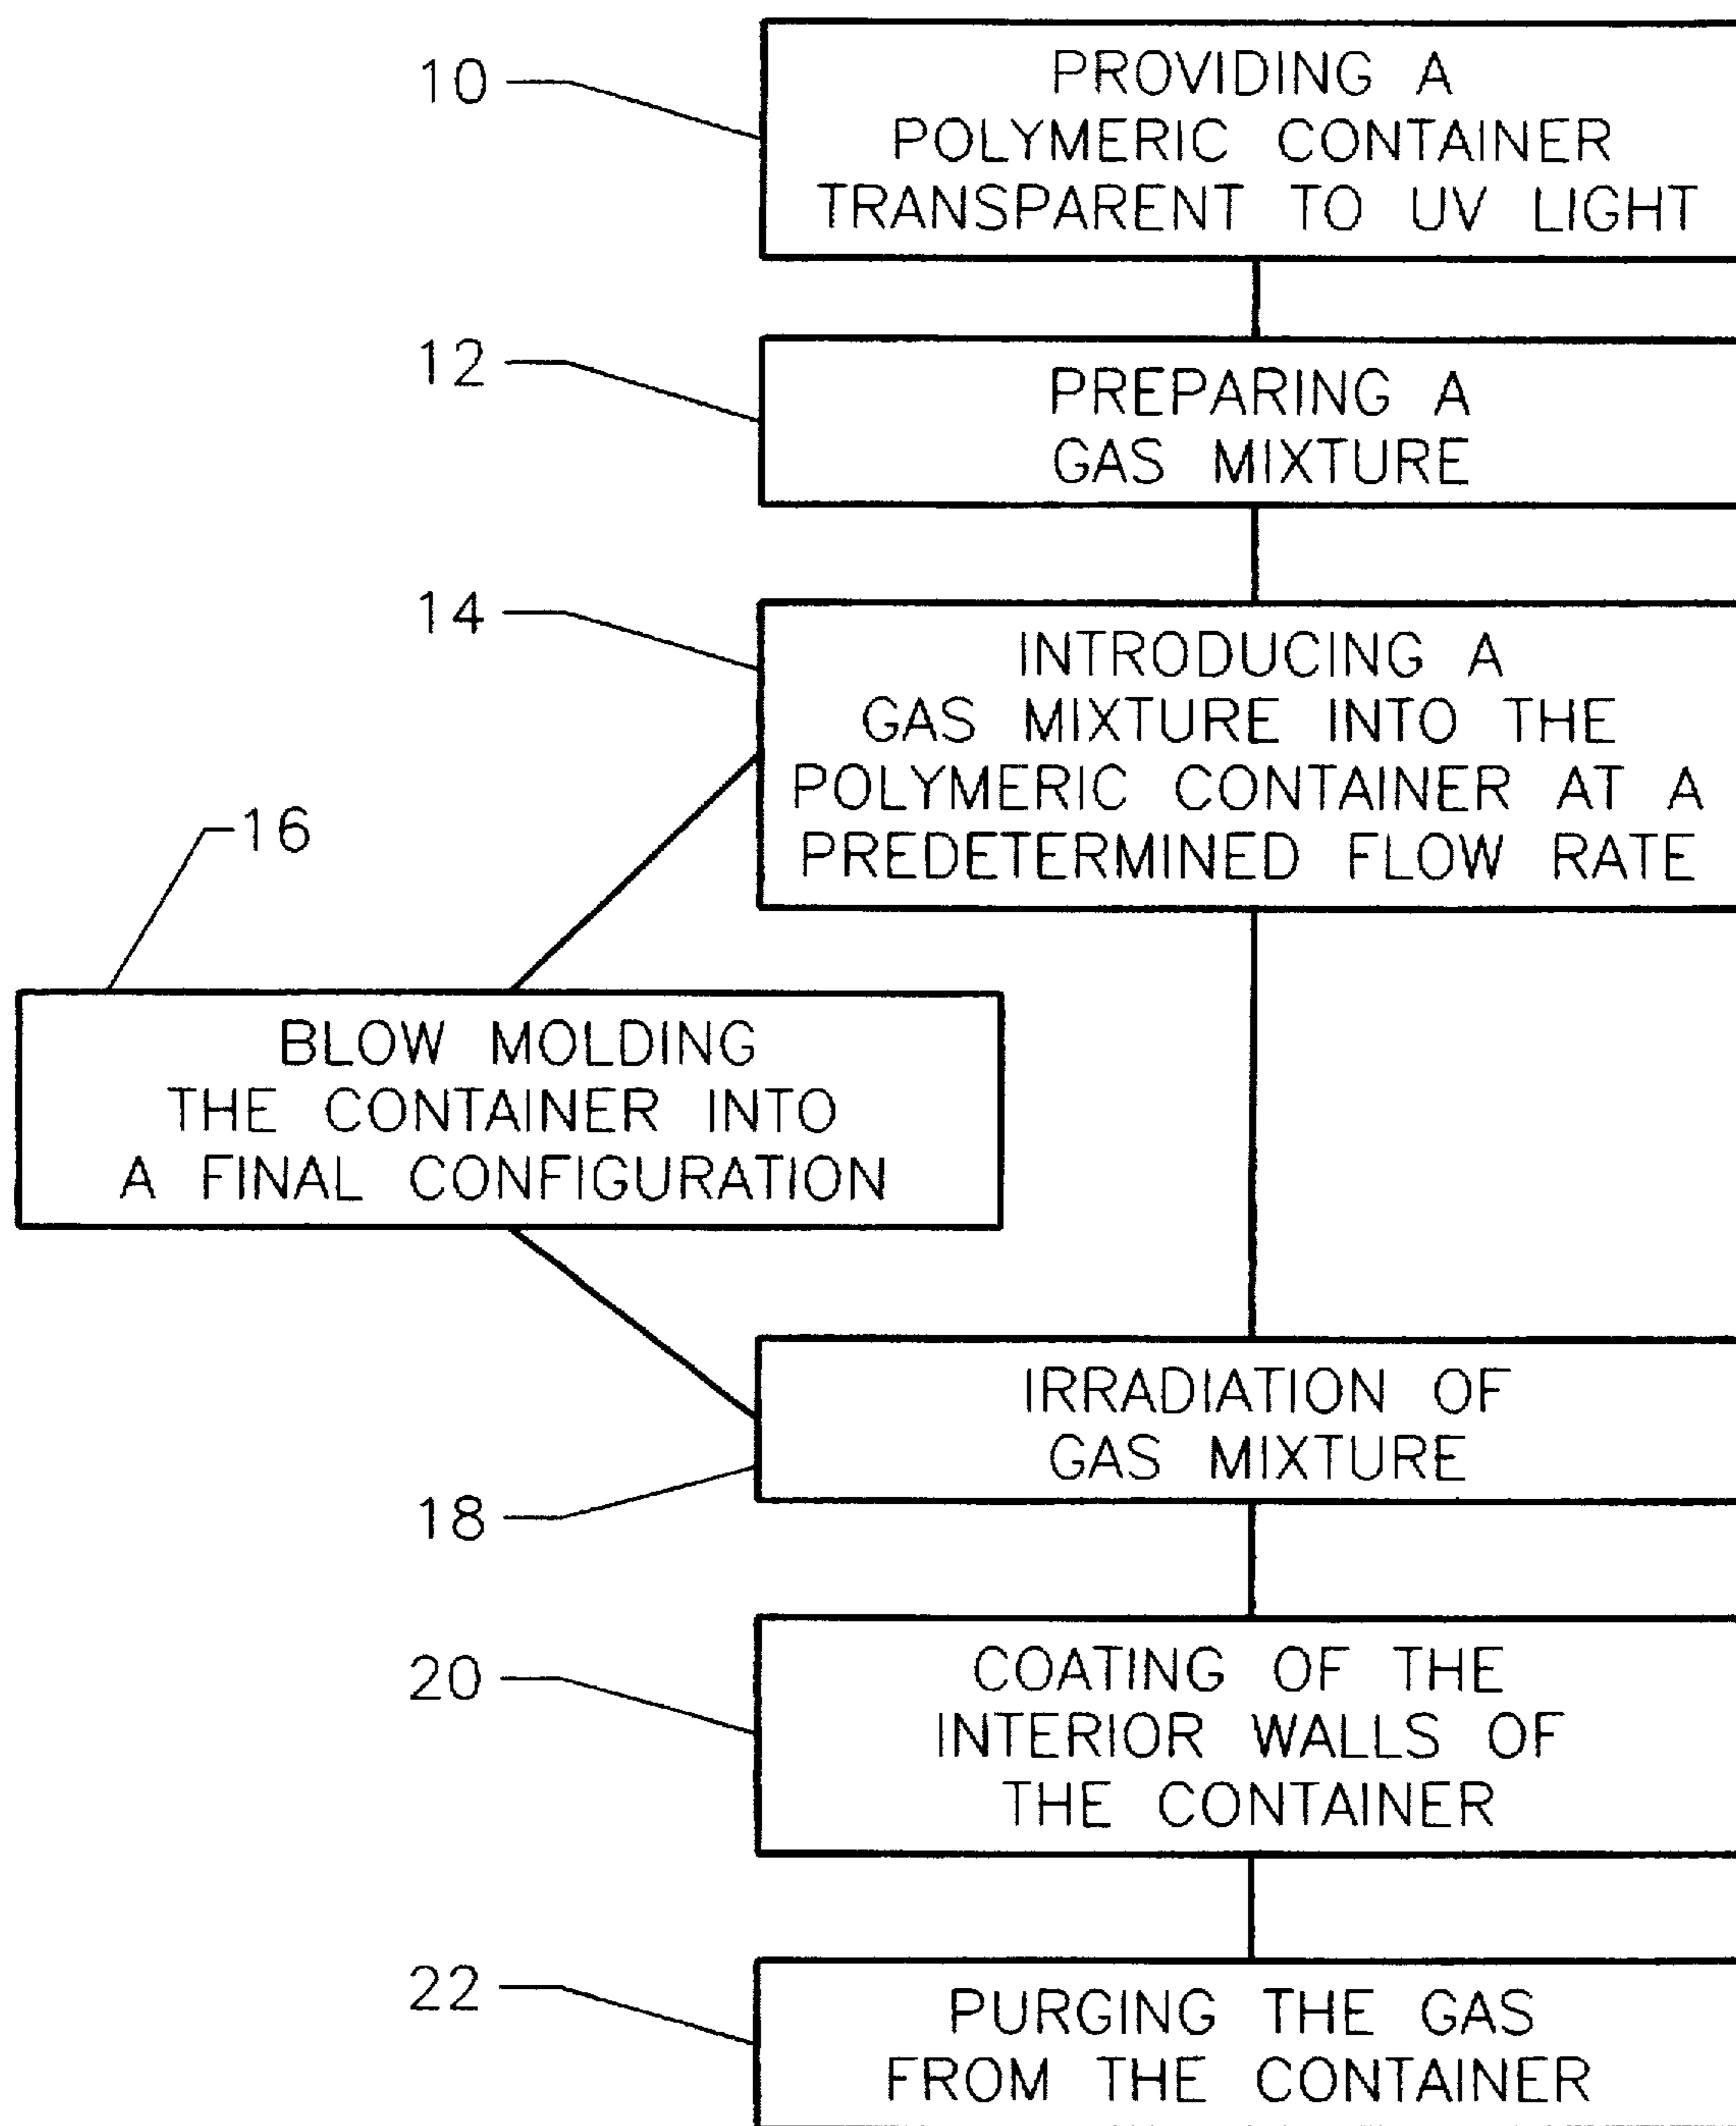 10
PROVIDING A
POLYMERIC CONTAINER
TRANSPARENT TO UV LIGHT
12
PREPARING A
GAS MIXTURE
14
INTRODUCING A
GAS MIXTURE INTO THE
POLYMERIC CONTAINER AT A
PREDETERMINED FLOW RATE
16
BLOW MOLDING
THE CONTAINER INTO
A FINAL CONFIGURATION
18
IRRADIATION OF
GAS MIXTURE
20
COATING OF THE
INTERIOR WALLS OF
THE CONTAINER
22
PURGING THE GAS
FROM THE CONTAINER